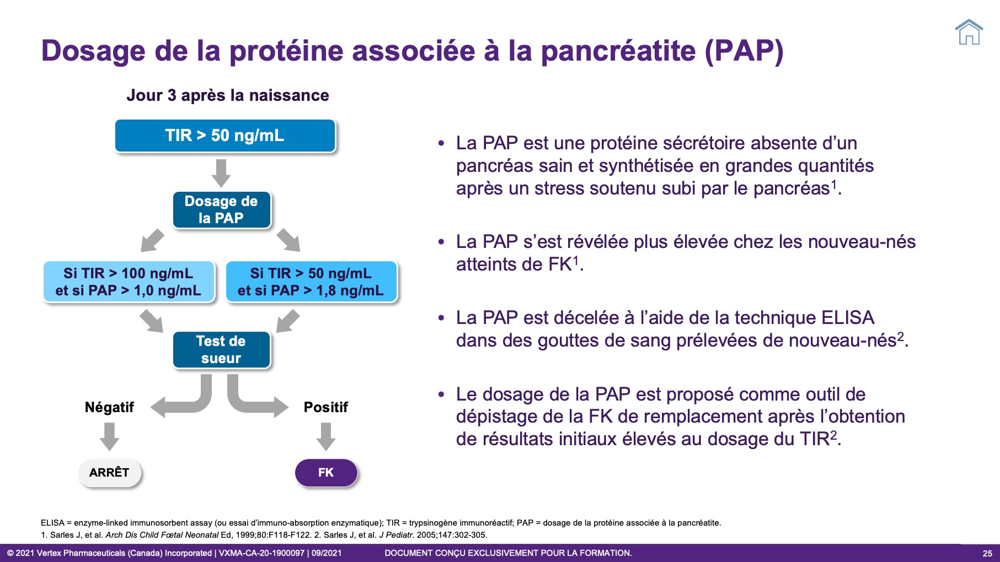 Dosage de la protéine associée à la pancréatite (PAP)
Jour 3 après la naissance
TIR > 50 ng/mL
Dosage de
la PAP
Si TIR > 100 ng/mL
et si PAP > 1,0 ng/mL
Si TIR > 50 ng/mL
et si PAP > 1,8 ng/mL
Test de
sueur
Négatif
Positif
ARRÊT
FK
• La PAP est une protéine sécrétoire absente d’un
pancréas sain et synthétisée en grandes quantités
après un stress soutenu subi par le pancréas¹.
• La PAP s’est révélée plus élevée chez les nouveau-nés
atteints de FK¹.
• La PAP est décelée à l’aide de la technique ELISA
dans des gouttes de sang prélevées de nouveau-nés².
• Le dosage de la PAP est proposé comme outil de
dépistage de la FK de remplacement après l’obtention
de résultats initiaux élevés au dosage du TIR².
ELISA = enzyme-linked immunosorbent assay (ou essai d’immuno-absorption enzymatique); TIR = trypsinogène immunoréactif; PAP = dosage de la protéine associée à la pancréatite.
1. Sarles J, et al. Arch Dis Child Fœtal Neonatal Ed, 1999;80:F118-F122. 2. Sarles J, et al. J Pediatr. 2005;147:302-305.
© 2021 Vertex Pharmaceuticals (Canada) Incorporated | VXMA-CA-20-1900097 | 09/2021
DOCUMENT CONÇU EXCLUSIVEMENT POUR LA FORMATION.
25